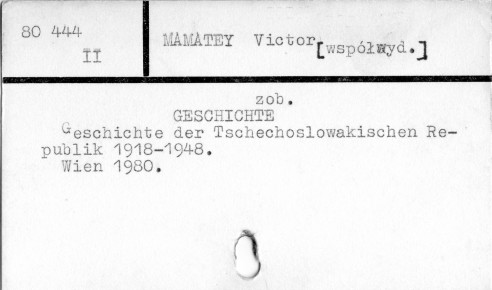 80 444
II
MAMATEY Victor [współwyd.]
zob.
GESCHICHTE
Geschichte der Tschechoslowakischen Re-
publik 1918-1948.
Wien 1980.